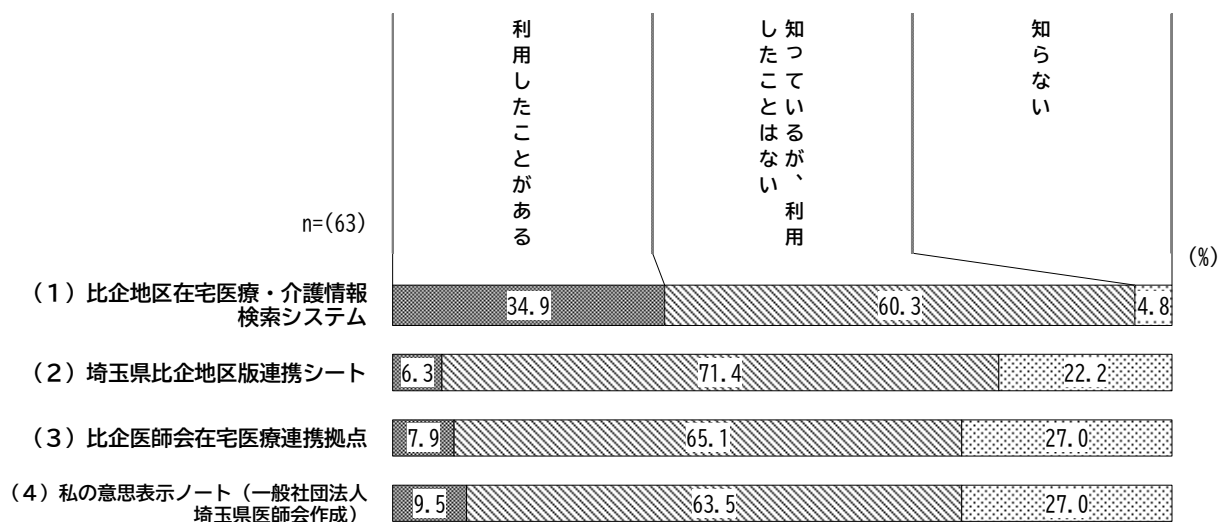 利用したことがある
知っているが、利用
したことはない
知らない
n=(63)
(%)
(1)比企地区在宅医療・介護情報
検索システム
34.9
60.3
4.8
(2)埼玉県比企地区版連携シート
6.3
71.4
22.2
(3)比企医師会在宅医療連携拠点
7.9
65.1
27.0
(4)私の意思表示ノート(一般社団法人
埼玉県医師会作成)
9.5
63.5
27.0